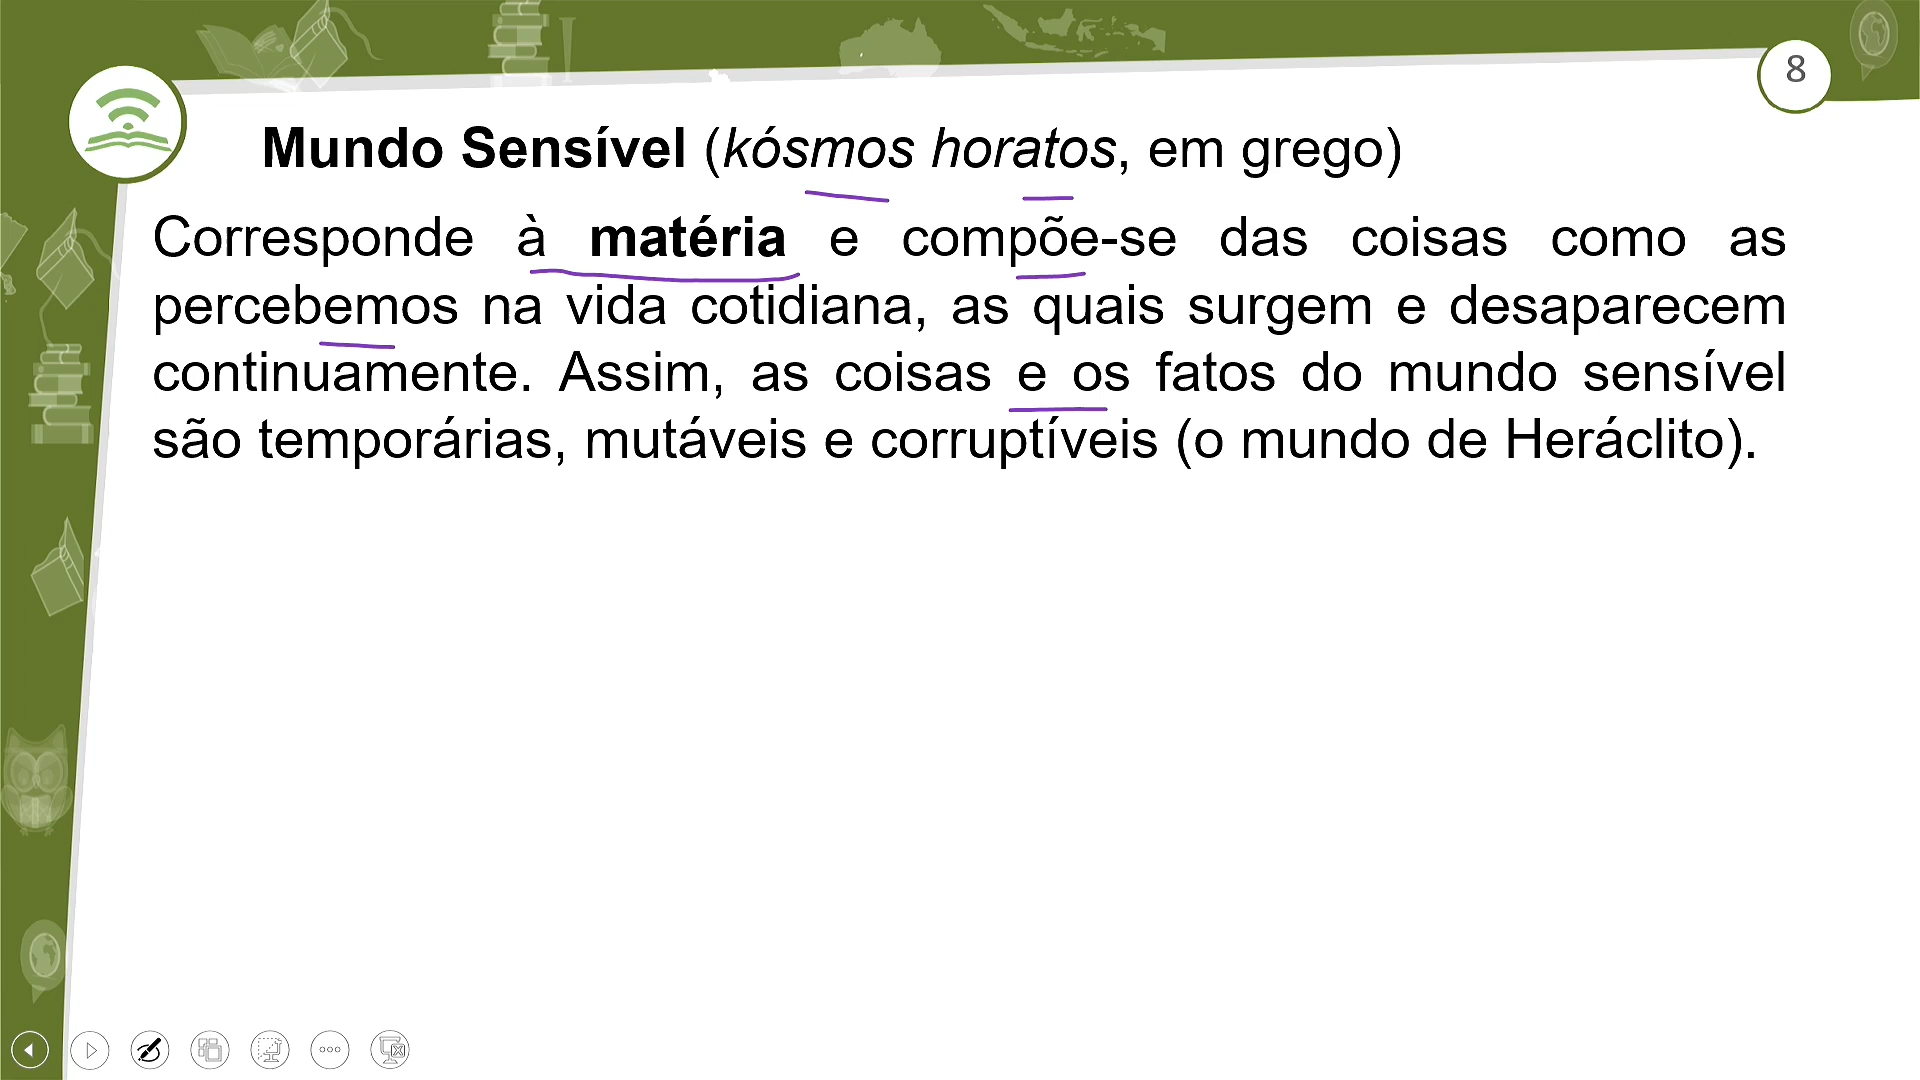 8
Mundo Sensível (kósmos horatos, em grego)
Corresponde à matéria e compõe-se das coisas como as
percebemos na vida cotidiana, as quais surgem e desaparecem
continuamente. Assim, as coisas e os fatos do mundo sensível
são temporárias, mutáveis e corruptíveis (o mundo de Heráclito).